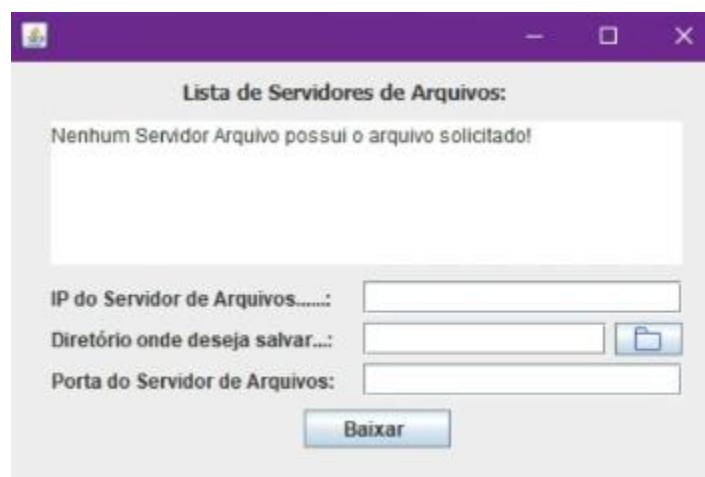 Lista de Servidores de Arquivos:
Nenhum Servidor Arquivo possui o arquivo solicitado!
IP do Servidor de Arquivos......:
Diretório onde deseja salvar...:
Porta do Servidor de Arquivos:
Baixar